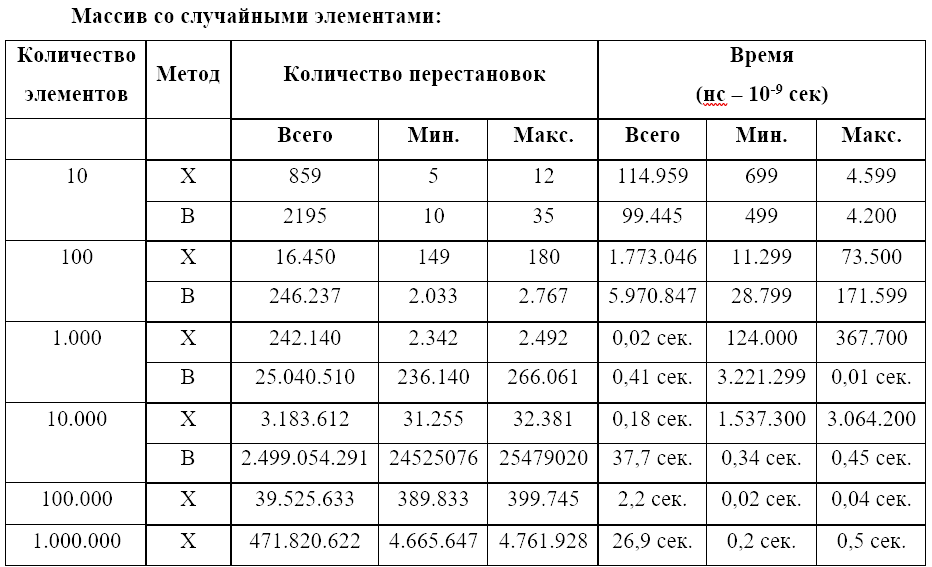 Массив со случайными элементами:
Количество элементов Метод Количество перестановок Время (нс – 10-9 сек)
Всего Мин. Макс. Всего Мин. Макс.
10 Х 859 5 12 114.959 699 4.599
В 2195 10 35 99.445 499 4.200
100 Х 16.450 149 180 1.773.046 11.299 73.500
В 246.237 2.033 2.767 5.970.847 28.799 171.599
1.000 Х 242.140 2.342 2.492 0,02 сек. 124.000 367.700
В 25.040.510 236.140 266.061 0,41 сек. 3.221.299 0,01 сек.
10.000 Х 3.183.612 31.255 32.381 0,18 сек. 1.537.300 3.064.200
В 2.499.054.291 24525076 25479020 37,7 сек. 0,34 сек. 0,45 сек.
100.000 Х 39.525.633 389.833 399.745 2,2 сек. 0,02 сек. 0,04 сек.
1.000.000 Х 471.820.622 4.665.647 4.761.928 26,9 сек. 0,2 сек. 0,5 сек.